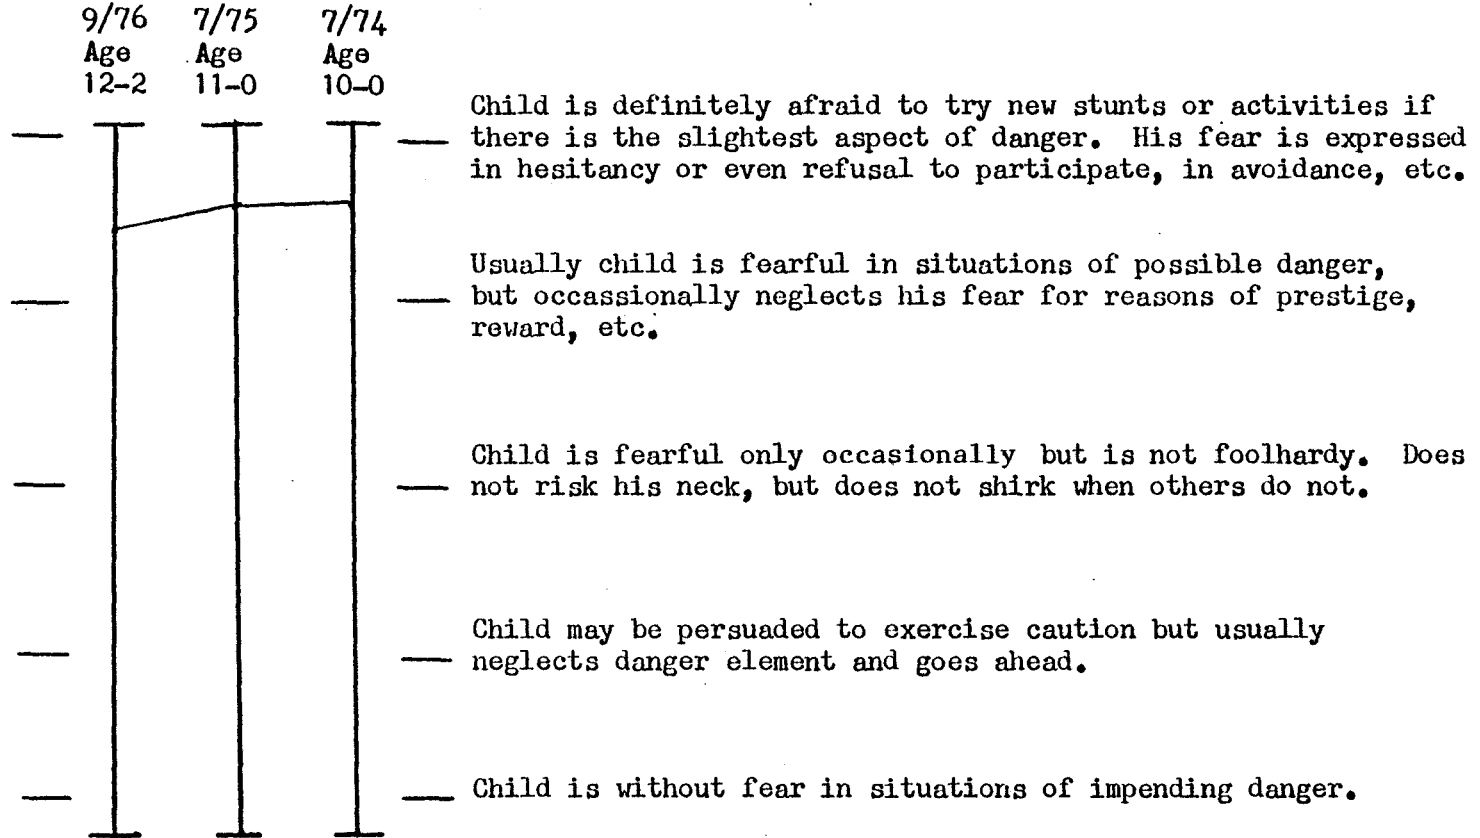 9/76 7/75 7/74
Age Age Age
12-2 11-0 10-0
Child is definitely afraid to try new stunts or activities if
there is the slightest aspect of danger. His fear is expressed
in hesitancy or even refusal to participate, in avoidance, etc.
Usually child is fearful in situations of possible danger,
but occassionally neglects his fear for reasons of prestige,
reward, etc.
Child is fearful only occasionally but is not foolhardy. Does
not risk his neck, but does not shirk when others do not.
Child may be persuaded to exercise caution but usually
neglects danger element and goes ahead.
Child is without fear in situations of impending danger.